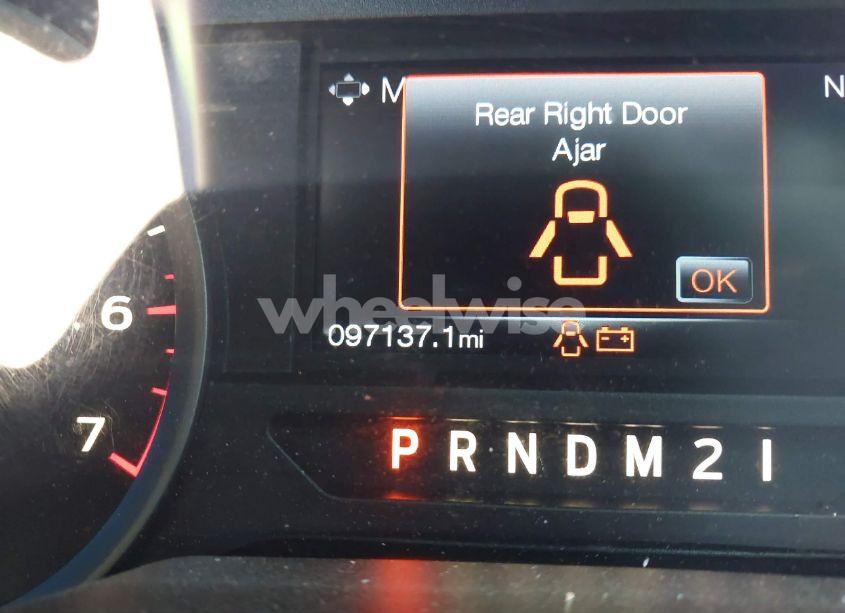 M
N
Rear Right Door
Ajar
OK
wheelwise
097137.1mi
6
7
P R N D M 2 1